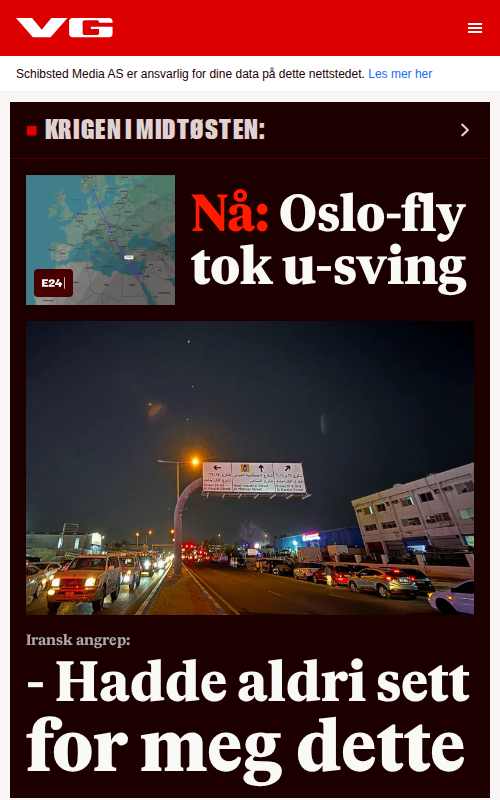 VG
Schibsted Media AS er ansvarlig for dine data på dette nettstedet. Les mer her
KRIGEN I MIDTØSTEN:
E24
Nå: Oslo-fly
tok u-sving
Iransk angrep:
- Hadde aldri sett
for meg dette